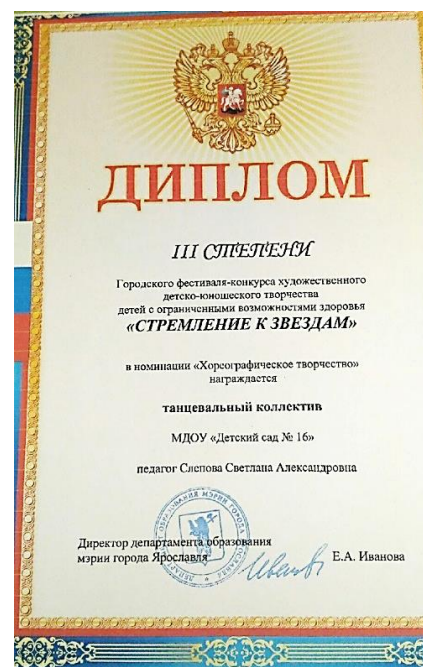 ДИПЛОМ
III СТЕПЕНИ
Городского фестиваля-конкурса художественного
детско-юношеского творчества
детей с ограниченными возможностями здоровья
«СТРЕМЛЕНИЕ К ЗВЕЗДАМ»
в номинации «Хореографическое творчество»
награждается
танцевальный коллектив
МДОУ «Детский сад № 16»
педагог Слепова Светлана Александровна
Директор департамента образования
мэрии города Ярославля
Е.А. Иванова